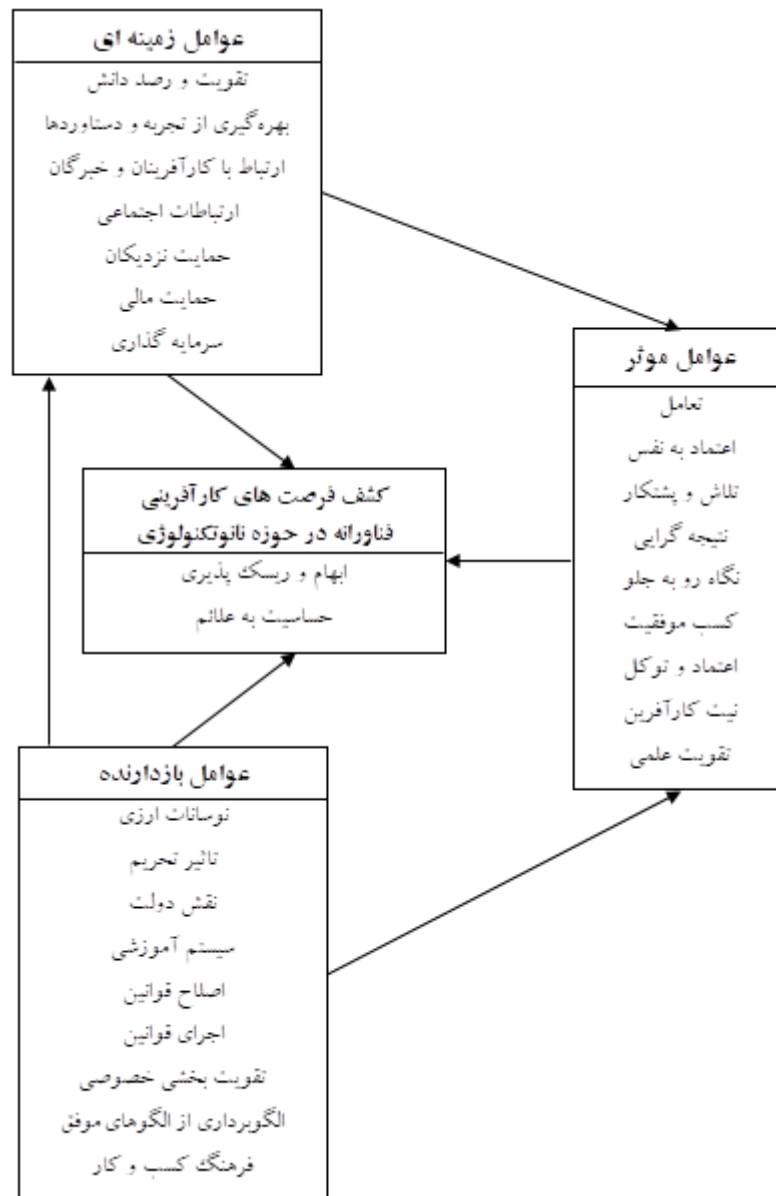 عوامل زمینه ای
تقویت و رصد دانش
بهره‌گیری از تجربه و دستاوردها
ارتباط با کارآفرینان و خبرگان
ارتباطات اجتماعی
حمایت نزدیکان
حمایت مالی
سرمایه گذاری
عوامل موثر
تعامل
اعتماد به نفس
تلاش و پشتکار
نتیجه گرایی
نگاه رو به جلو
کسب موفقیت
اعتماد و توکل
نیت کارآفرین
تقویت علمی
کشف فرصت های کارآفرینی
فناورانه در حوزه نانوتکنولوژی
ابهام و ریسک پذیری
حساسیت به علائم
عوامل بازدارنده
نوسانات ارزی
تاثیر تحریم
نقش دولت
سیستم آموزشی
اصلاح قوانین
اجرای قوانین
تقویت بخشی خصوصی
الگوبرداری از الگوهای موفق
فرهنگ کسب و کار